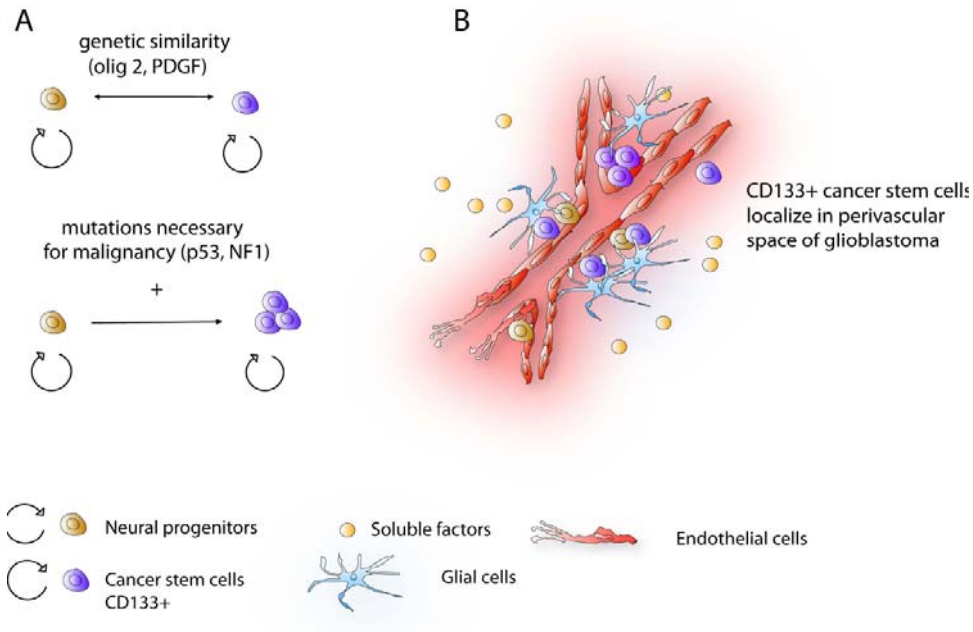 A
genetic similarity
(olig 2, PDGF)
mutations necessary
for malignancy (p53, NF1)
+
B
CD133+ cancer stem cells
localize in perivascular
space of glioblastoma
Neural progenitors
Cancer stem cells
CD133+
Soluble factors
Glial cells
Endothelial cells